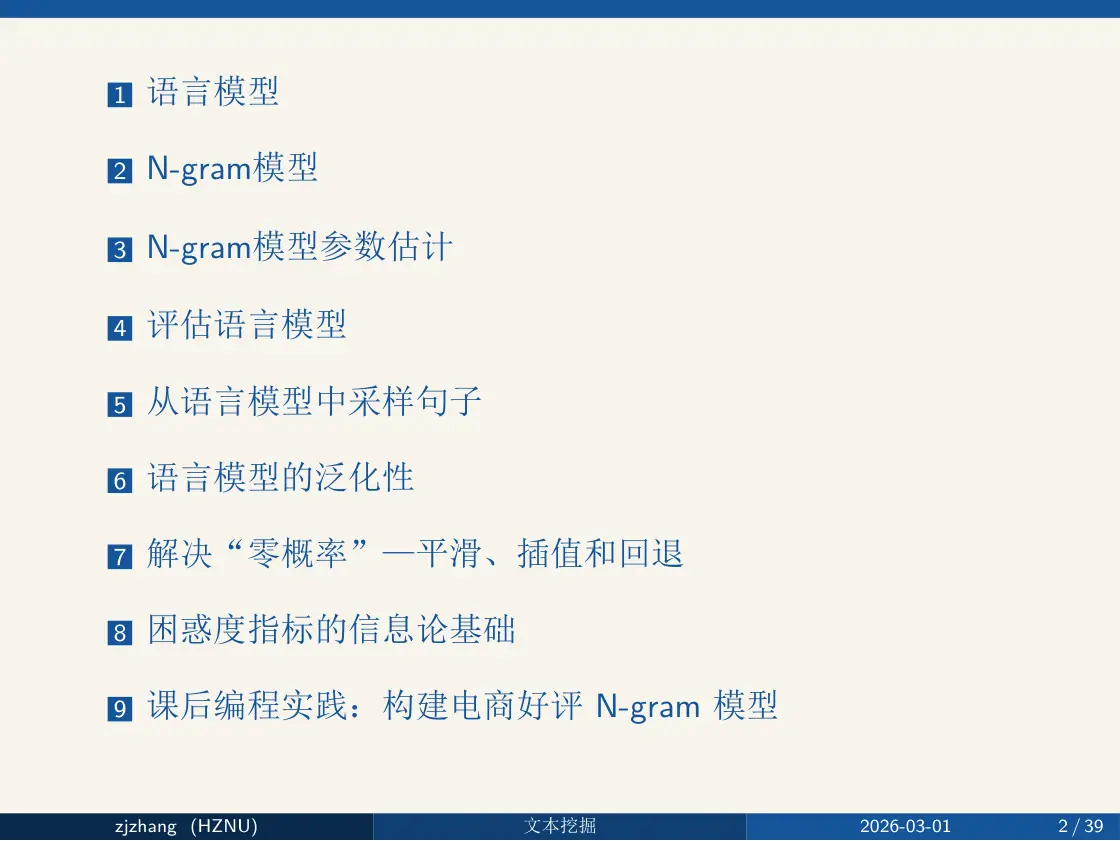 1 语言模型
2 N-gram模型
3 N-gram模型参数估计
4 评估语言模型
5 从语言模型中采样句子
6 语言模型的泛化性
7 解决“零概率”—平滑、插值和回退
8 困惑度指标的信息论基础
9 课后编程实践：构建电商好评 N-gram 模型
zjzhang (HZNU) 文本挖掘 2026-03-01 2 / 39